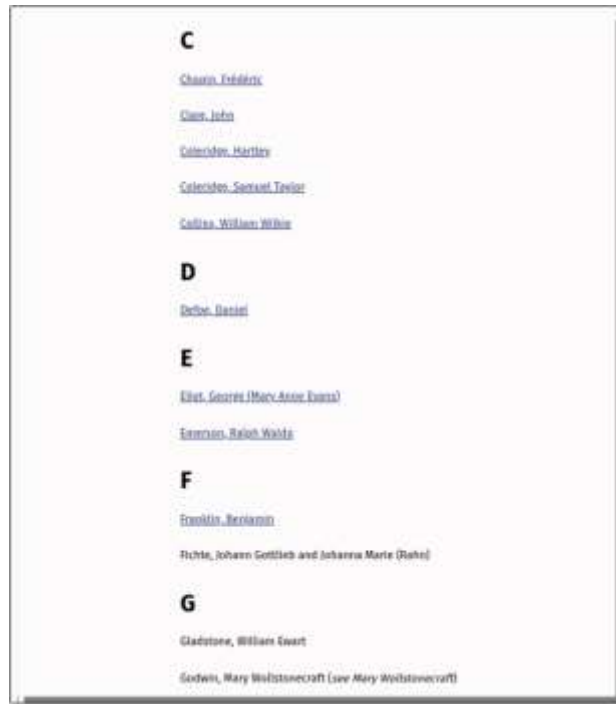 C
Chopin, Frédéric
Clare, John
Coleridge, Hartley
Coleridge, Samuel Taylor
Collins, William Wilkie
D
Defoe, Daniel
E
Eliot, George (Mary Anne Evans)
Emerson, Ralph Waldo
F
Franklin, Benjamin
Fichte, Johann Gottlieb and Johanna Marie (Rahn)
G
Gladstone, William Ewart
Godwin, Mary Wollstonecraft (see Mary Wollstonecraft)